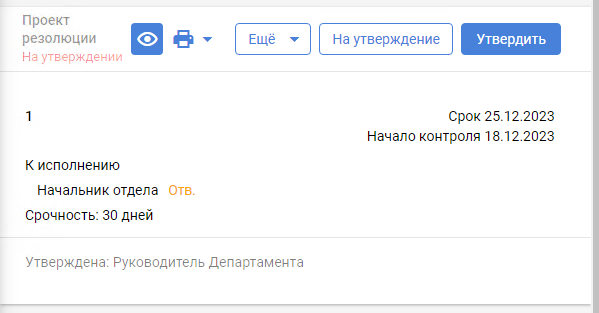 Проект
резолюции
На утверждении
Ещё
На утверждение
Утвердить
1
Срок 25.12.2023
Начало контроля 18.12.2023
К исполнению
Начальник отдела Отв.
Срочность: 30 дней
Утверждена: Руководитель Департамента